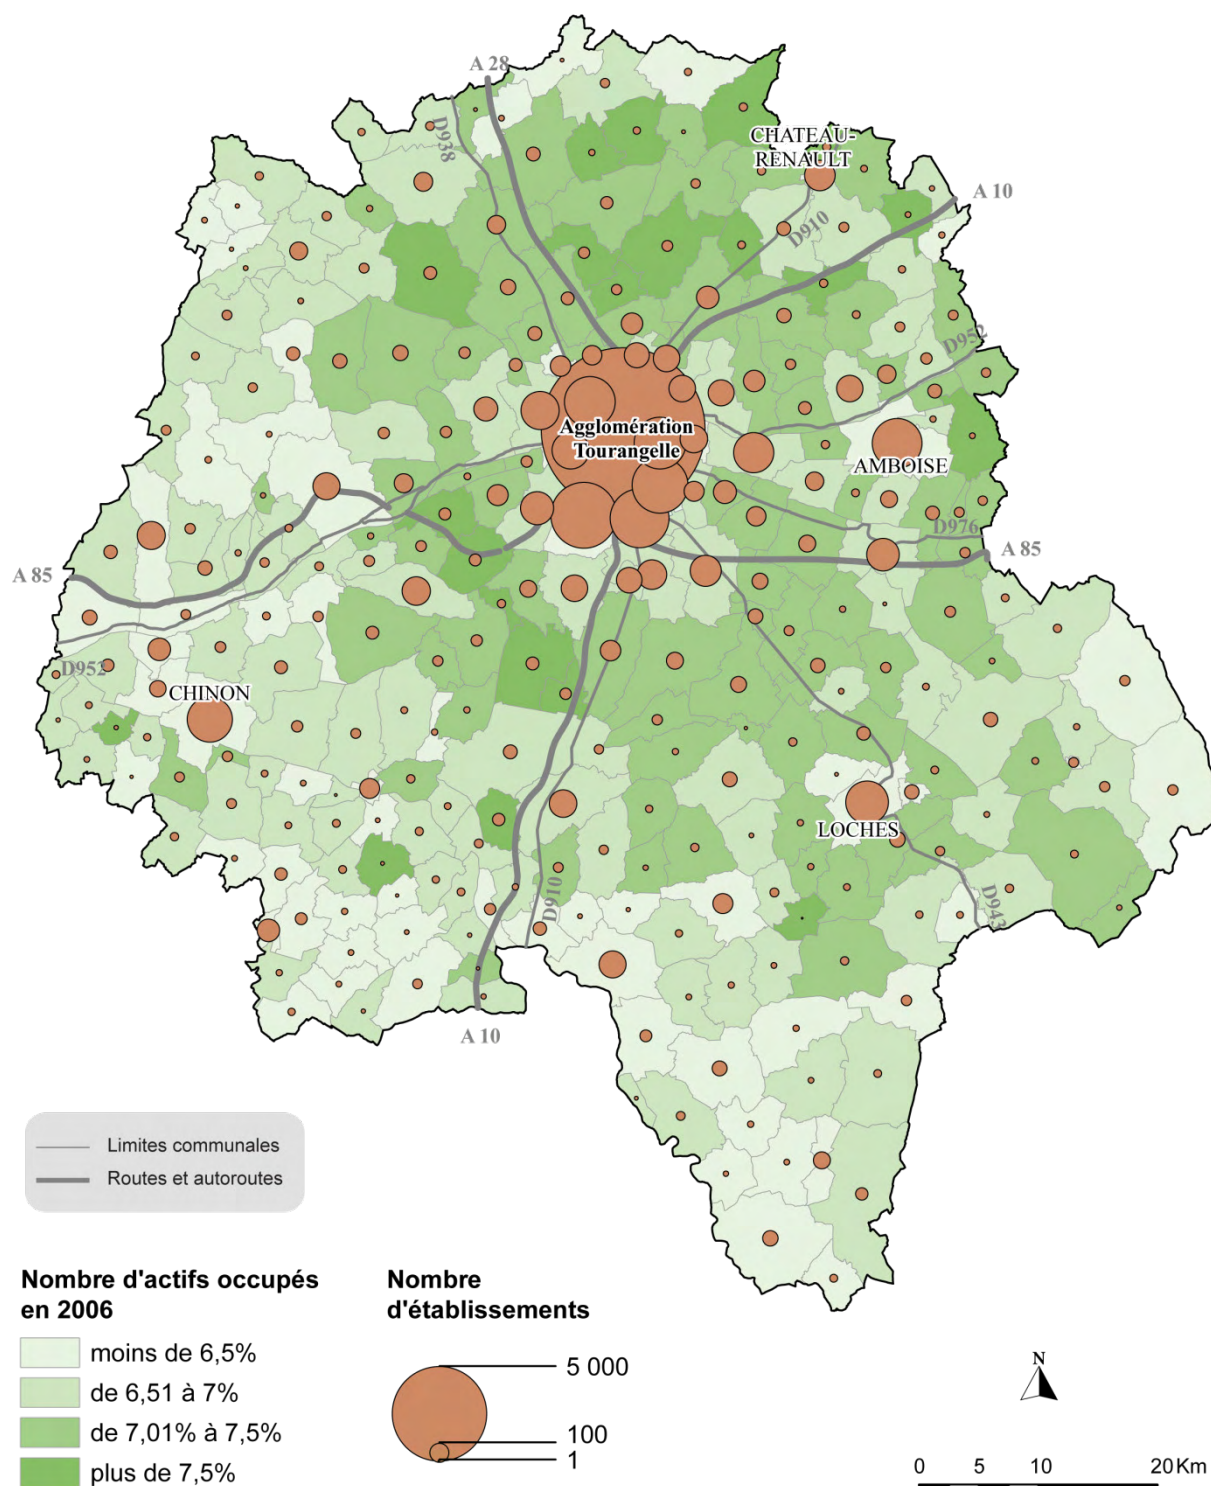 A 28
D938
CHATEAU-
RENAULT
A 10
D910
D952
Agglomération
Tourangelle
AMBOISE
D976
A 85
A 85
D952
CHINON
LOCHES
D910
D943
A 10
Limites communales
Routes et autoroutes
Nombre d'actifs occupés
en 2006
moins de 6,5%
de 6,51 à 7%
de 7,01% à 7,5%
plus de 7,5%
Nombre
d'établissements
5 000
100
1
N
0 5 10 20 Km